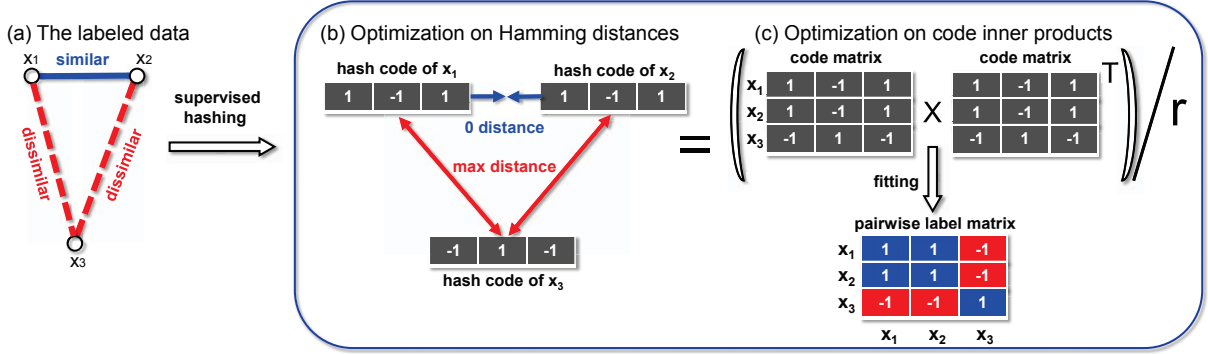 (a) The labeled data
x1 similar x2
dissimilar dissimilar
x3
supervised
hashing
(b) Optimization on Hamming distances
hash code of x1 hash code of x2
1 -1 1 1 -1 1
0 distance
max distance
-1 1 -1
hash code of x3
=
(c) Optimization on code inner products
code matrix code matrix
x1 1 -1 1 1 -1 1
x2 1 -1 1 X 1 -1 1
x3 -1 1 -1 -1 1 -1
T
/ r
fitting
pairwise label matrix
x1 1 1 -1
x2 1 1 -1
x3 -1 -1 1
x1 x2 x3